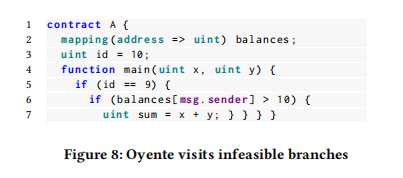 1 contract A {
2 mapping(address => uint) balances;
3 uint id = 10;
4 function main(uint x, uint y) {
5 if (id == 9) {
6 if (balances[msg.sender] > 10) {
7 uint sum = x + y; } } } }
Figure 8: Oyente visits infeasible branches